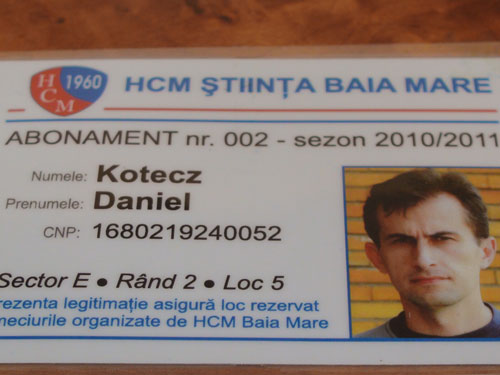 HCM 1960
HCM ŞTIINŢA BAIA MARE
ABONAMENT nr. 002 - sezon 2010/2011
Numele: Kotecz
Prenumele: Daniel
CNP: 1680219240052
Sector E ● Rând 2 ● Loc 5
rezenta legitimaţie asigură loc rezervat
meciurile organizate de HCM Baia Mare